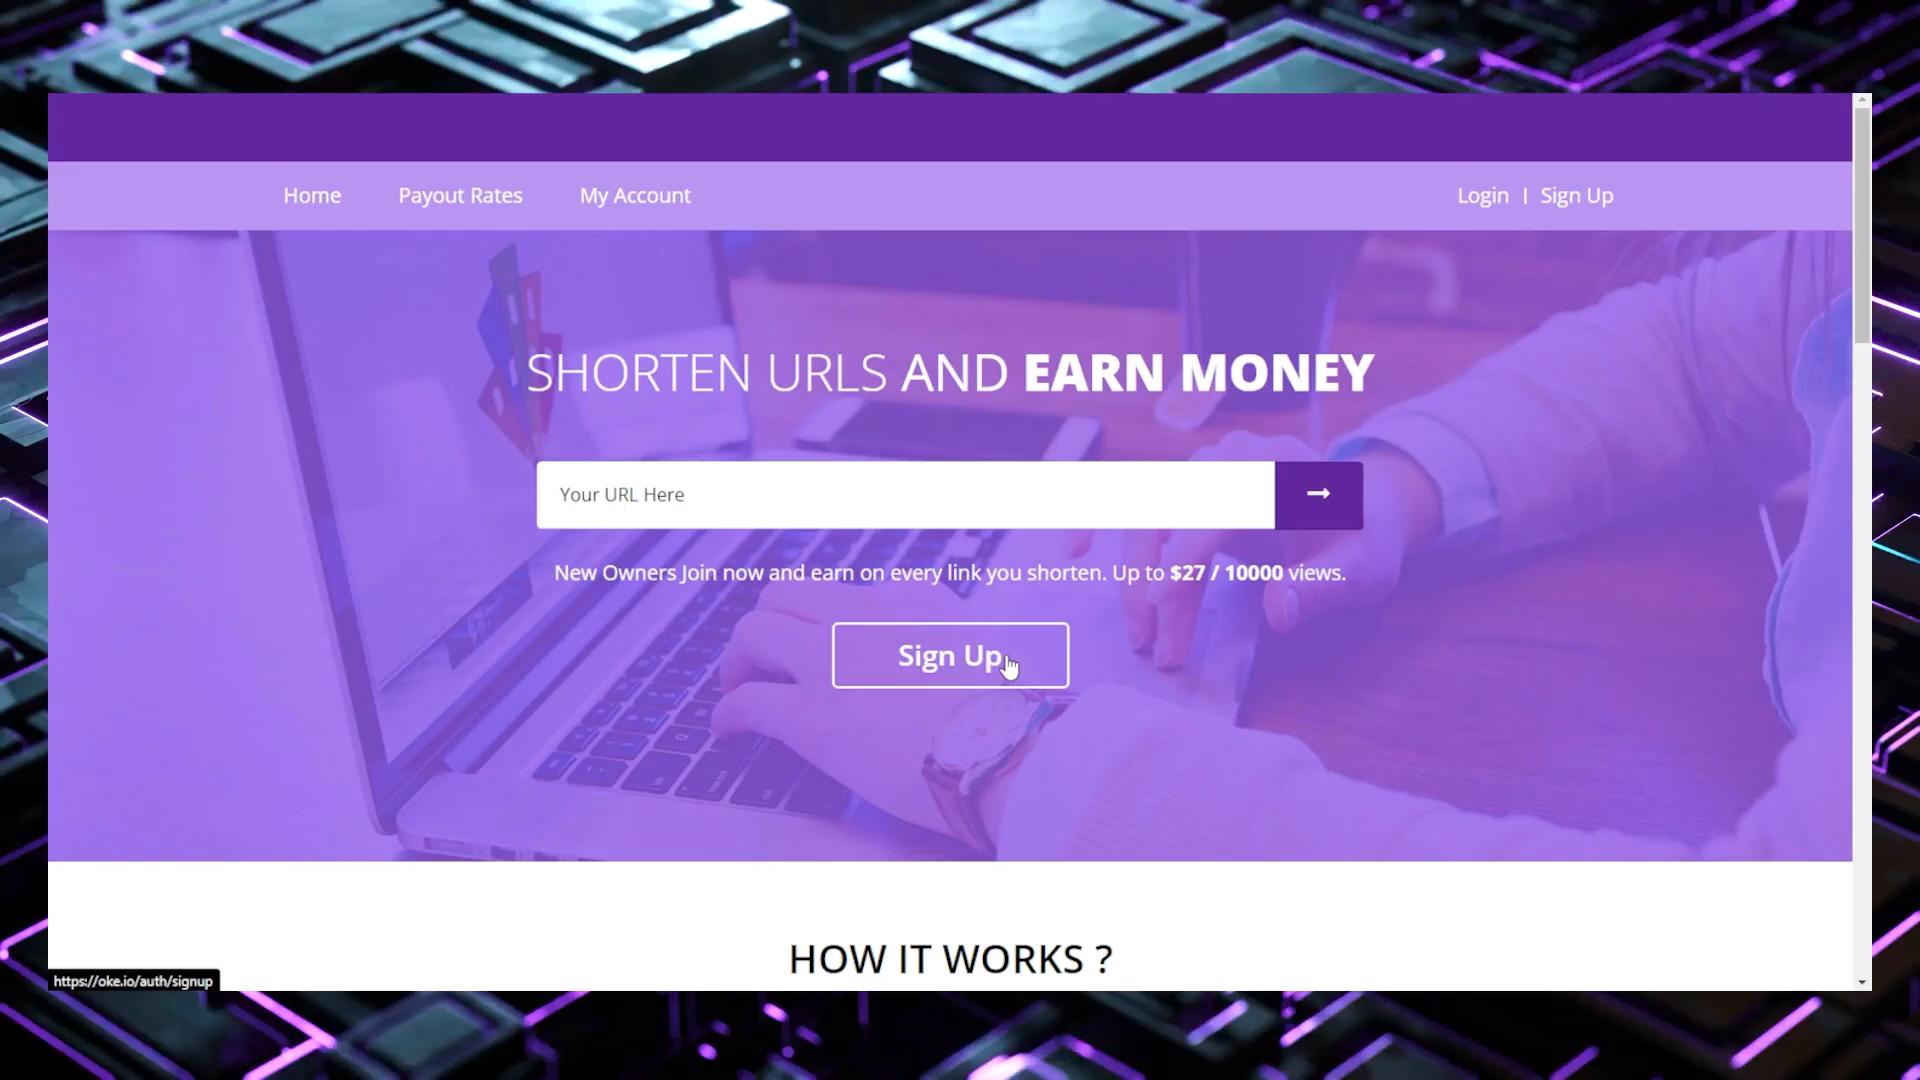 Home Payout Rates My Account Login | Sign Up
SHORTEN URLS AND EARN MONEY
Your URL Here
New Owners Join now and earn on every link you shorten. Up to $27 / 10000 views.
Sign Up
HOW IT WORKS ?
https://oke.io/auth/signup